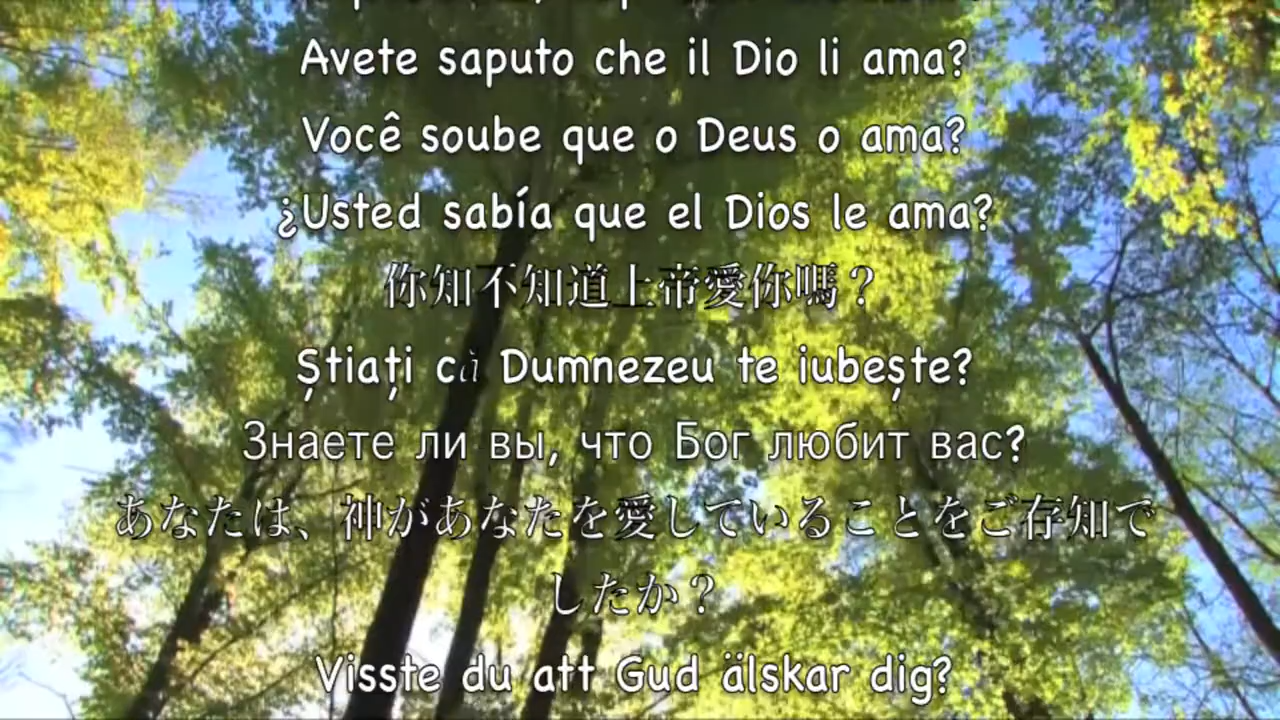 Avete saputo che il Dio li ama?
Você soube que o Deus o ama?
¿Usted sabía que el Dios le ama?
你知不知道上帝愛你嗎？
Știați că Dumnezeu te iubește?
Знаете ли вы, что Бог любит вас?
あなたは、神があなたを愛していることをご存知で
したか？
Visste du att Gud älskar dig?